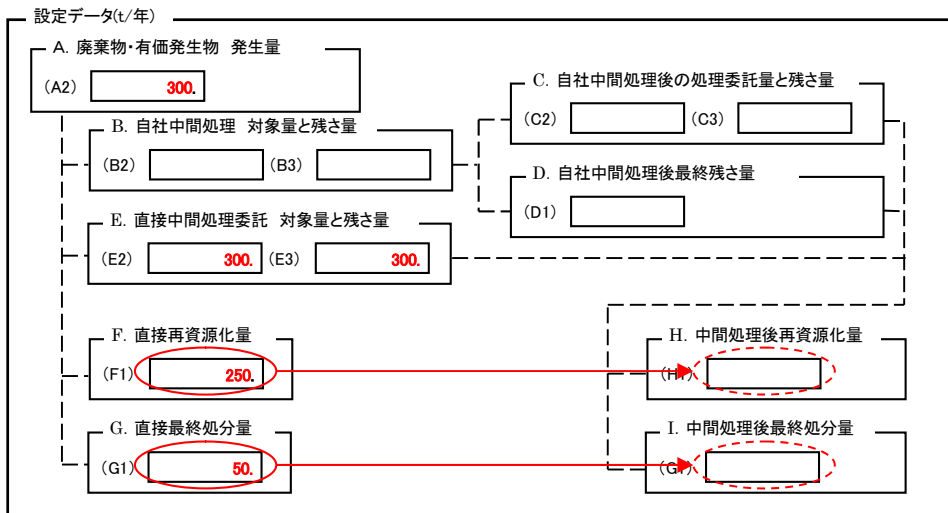 設定データ(t/年)
A. 廃棄物・有価発生物 発生量
(A2) 300.
B. 自社中間処理 対象量と残さ量
(B2) (B3)
C. 自社中間処理後の処理委託量と残さ量
(C2) (C3)
D. 自社中間処理後最終残さ量
(D1)
E. 直接中間処理委託 対象量と残さ量
(E2) 300. (E3) 300.
F. 直接再資源化量
(F1) 250.
H. 中間処理後再資源化量
(H1)
G. 直接最終処分量
(G1) 50.
I. 中間処理後最終処分量
(G1)